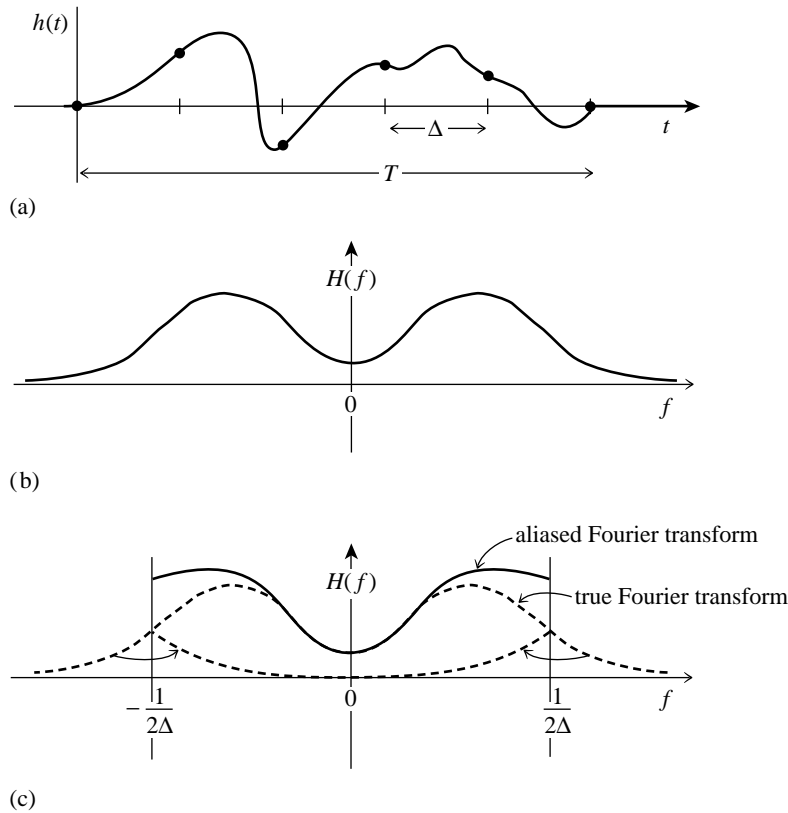 h(t)
Δ
t
T
(a)
H(f)
0
f
(b)
aliased Fourier transform
H(f)
true Fourier transform
− 1/2Δ
0
1/2Δ
f
(c)